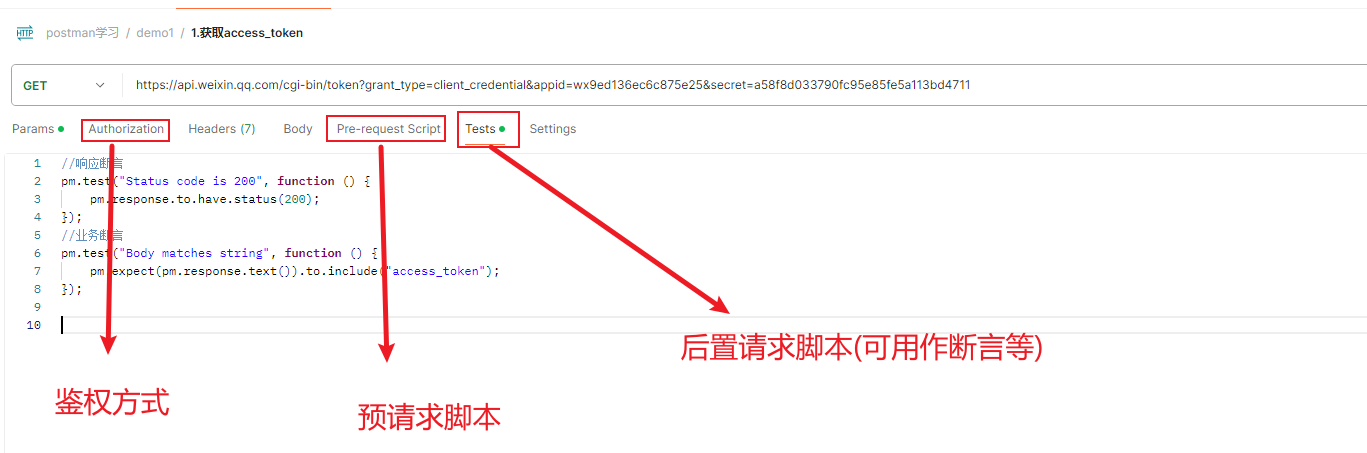 HTTP postman学习 / demo1 / 1.获取access_token
GET https://api.weixin.qq.com/cgi-bin/token?grant_type=client_credential&appid=wx9ed136ec6c875e25&secret=a58f8d033790fc95e85fe5a113bd4711
Params Authorization Headers (7) Body Pre-request Script Tests Settings
1 //响应断言
2 pm.test("Status code is 200", function () {
3 pm.response.to.have.status(200);
4 });
5 //业务断言
6 pm.test("Body matches string", function () {
7 pm.expect(pm.response.text()).to.include("access_token");
8 });
9
10
后置请求脚本(可用作断言等)
鉴权方式
预请求脚本